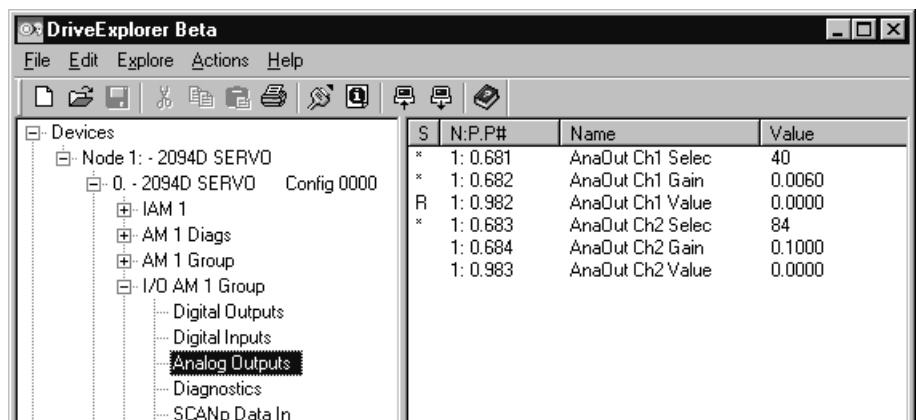 DriveExplorer Beta
File Edit Explore Actions Help
Devices
Node 1: - 2094D SERVO
0. - 2094D SERVO Config 0000
IAM 1
AM 1 Diags
AM 1 Group
I/O AM 1 Group
Digital Outputs
Digital Inputs
Analog Outputs
Diagnostics
SCANp Data In
S N:P.P# Name Value
* 1: 0.681 AnaOut Ch1 Selec 40
* 1: 0.682 AnaOut Ch1 Gain 0.0060
R 1: 0.982 AnaOut Ch1 Value 0.0000
* 1: 0.683 AnaOut Ch2 Selec 84
1: 0.684 AnaOut Ch2 Gain 0.1000
1: 0.983 AnaOut Ch2 Value 0.0000